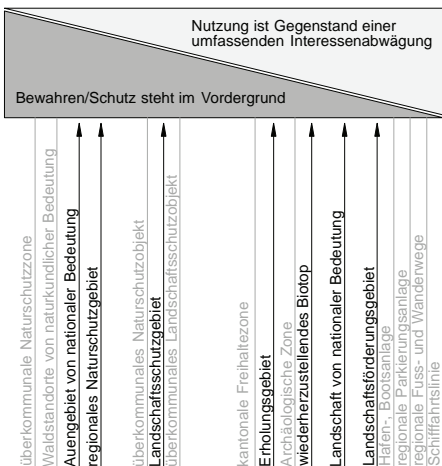 Nutzung ist Gegenstand einer
umfassenden Interessenabwägung
Bewahren/Schutz steht im Vordergrund
überkommunale Naturschutzzone
Waldstandorte von naturkundlicher Bedeutung
Auengebiet von nationaler Bedeutung
regionales Naturschutzgebiet
überkommunales Naturschutzobjekt
Landschaftsschutzgebiet
überkommunales Landschaftsschutzobjekt
kantonale Freihaltezone
Erholungsgebiet
Archäologische Zone
wiederherzustellendes Biotop
Landschaft von nationaler Bedeutung
Landschaftsförderungsgebiet
Hafen-, Bootsanlage
regionale Parkierungsanlage
regionale Fuss- und Wanderwege
Schifffahrtslinie